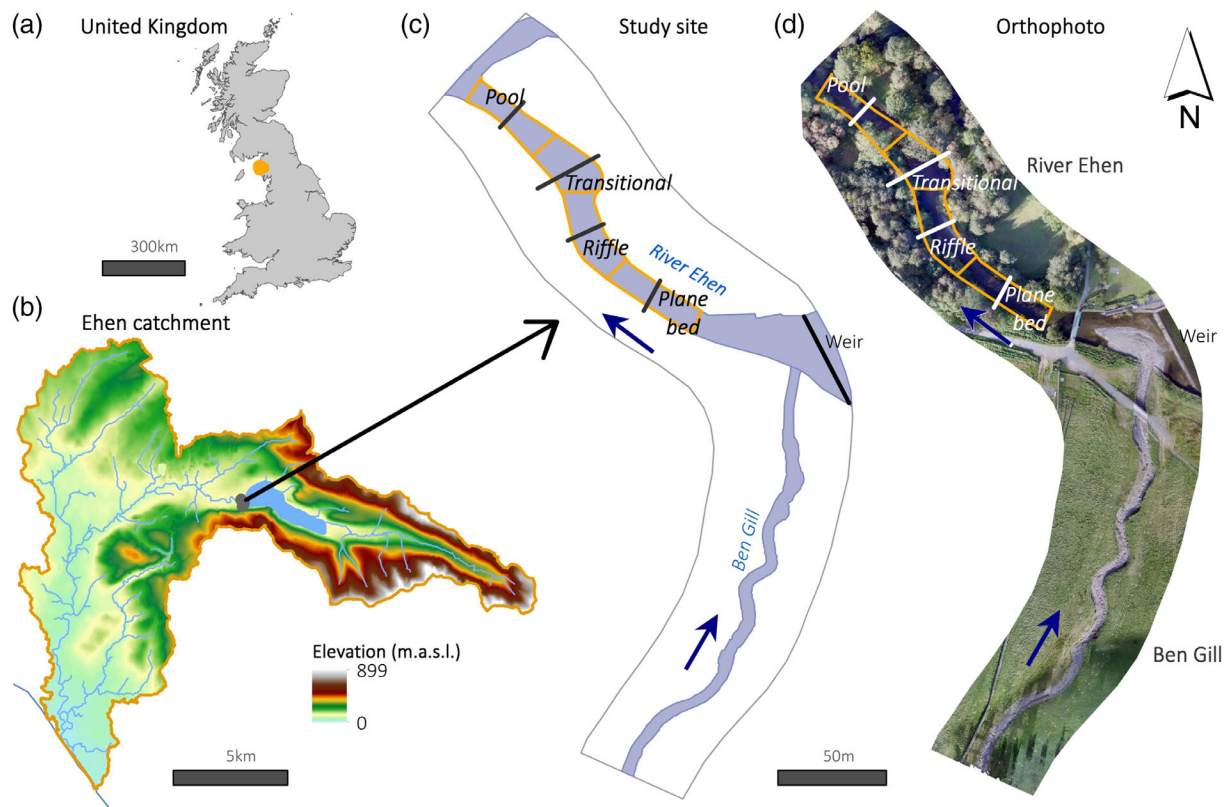 (a)
United Kingdom
300km
(b)
Ehen catchment
Elevation (m.a.s.l.)
899
0
5km
(c)
Study site
Pool
Transitional
Riffle
River Ehen
Plane
bed
Weir
Ben Gill
50m
(d)
Orthophoto
N
Pool
River Ehen
Transitional
Riffle
Plane
bed
Weir
Ben Gill